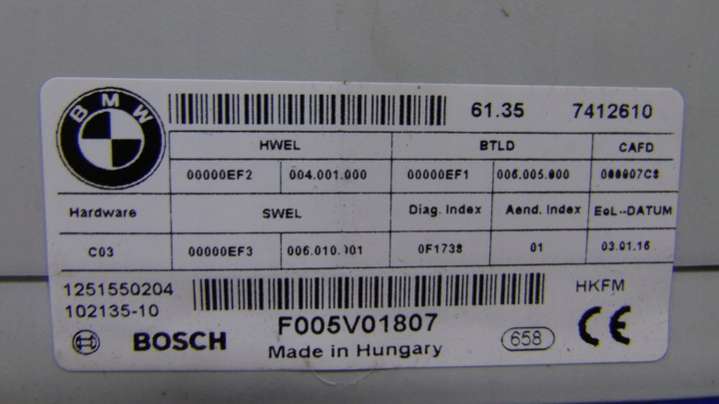 BMW
61.35 7412610
HWEL BTLD CAFD
00000EF2 004.001.000 00000EF1 006.005.000
Hardware SWEL Diag. Index Aend. Index EoL--DATUM
C03 00000EF3 0F1738 01 03.01.16
1251550204 HKFM
102135-10
F005V01807
BOSCH 658 CE
Made in Hungary